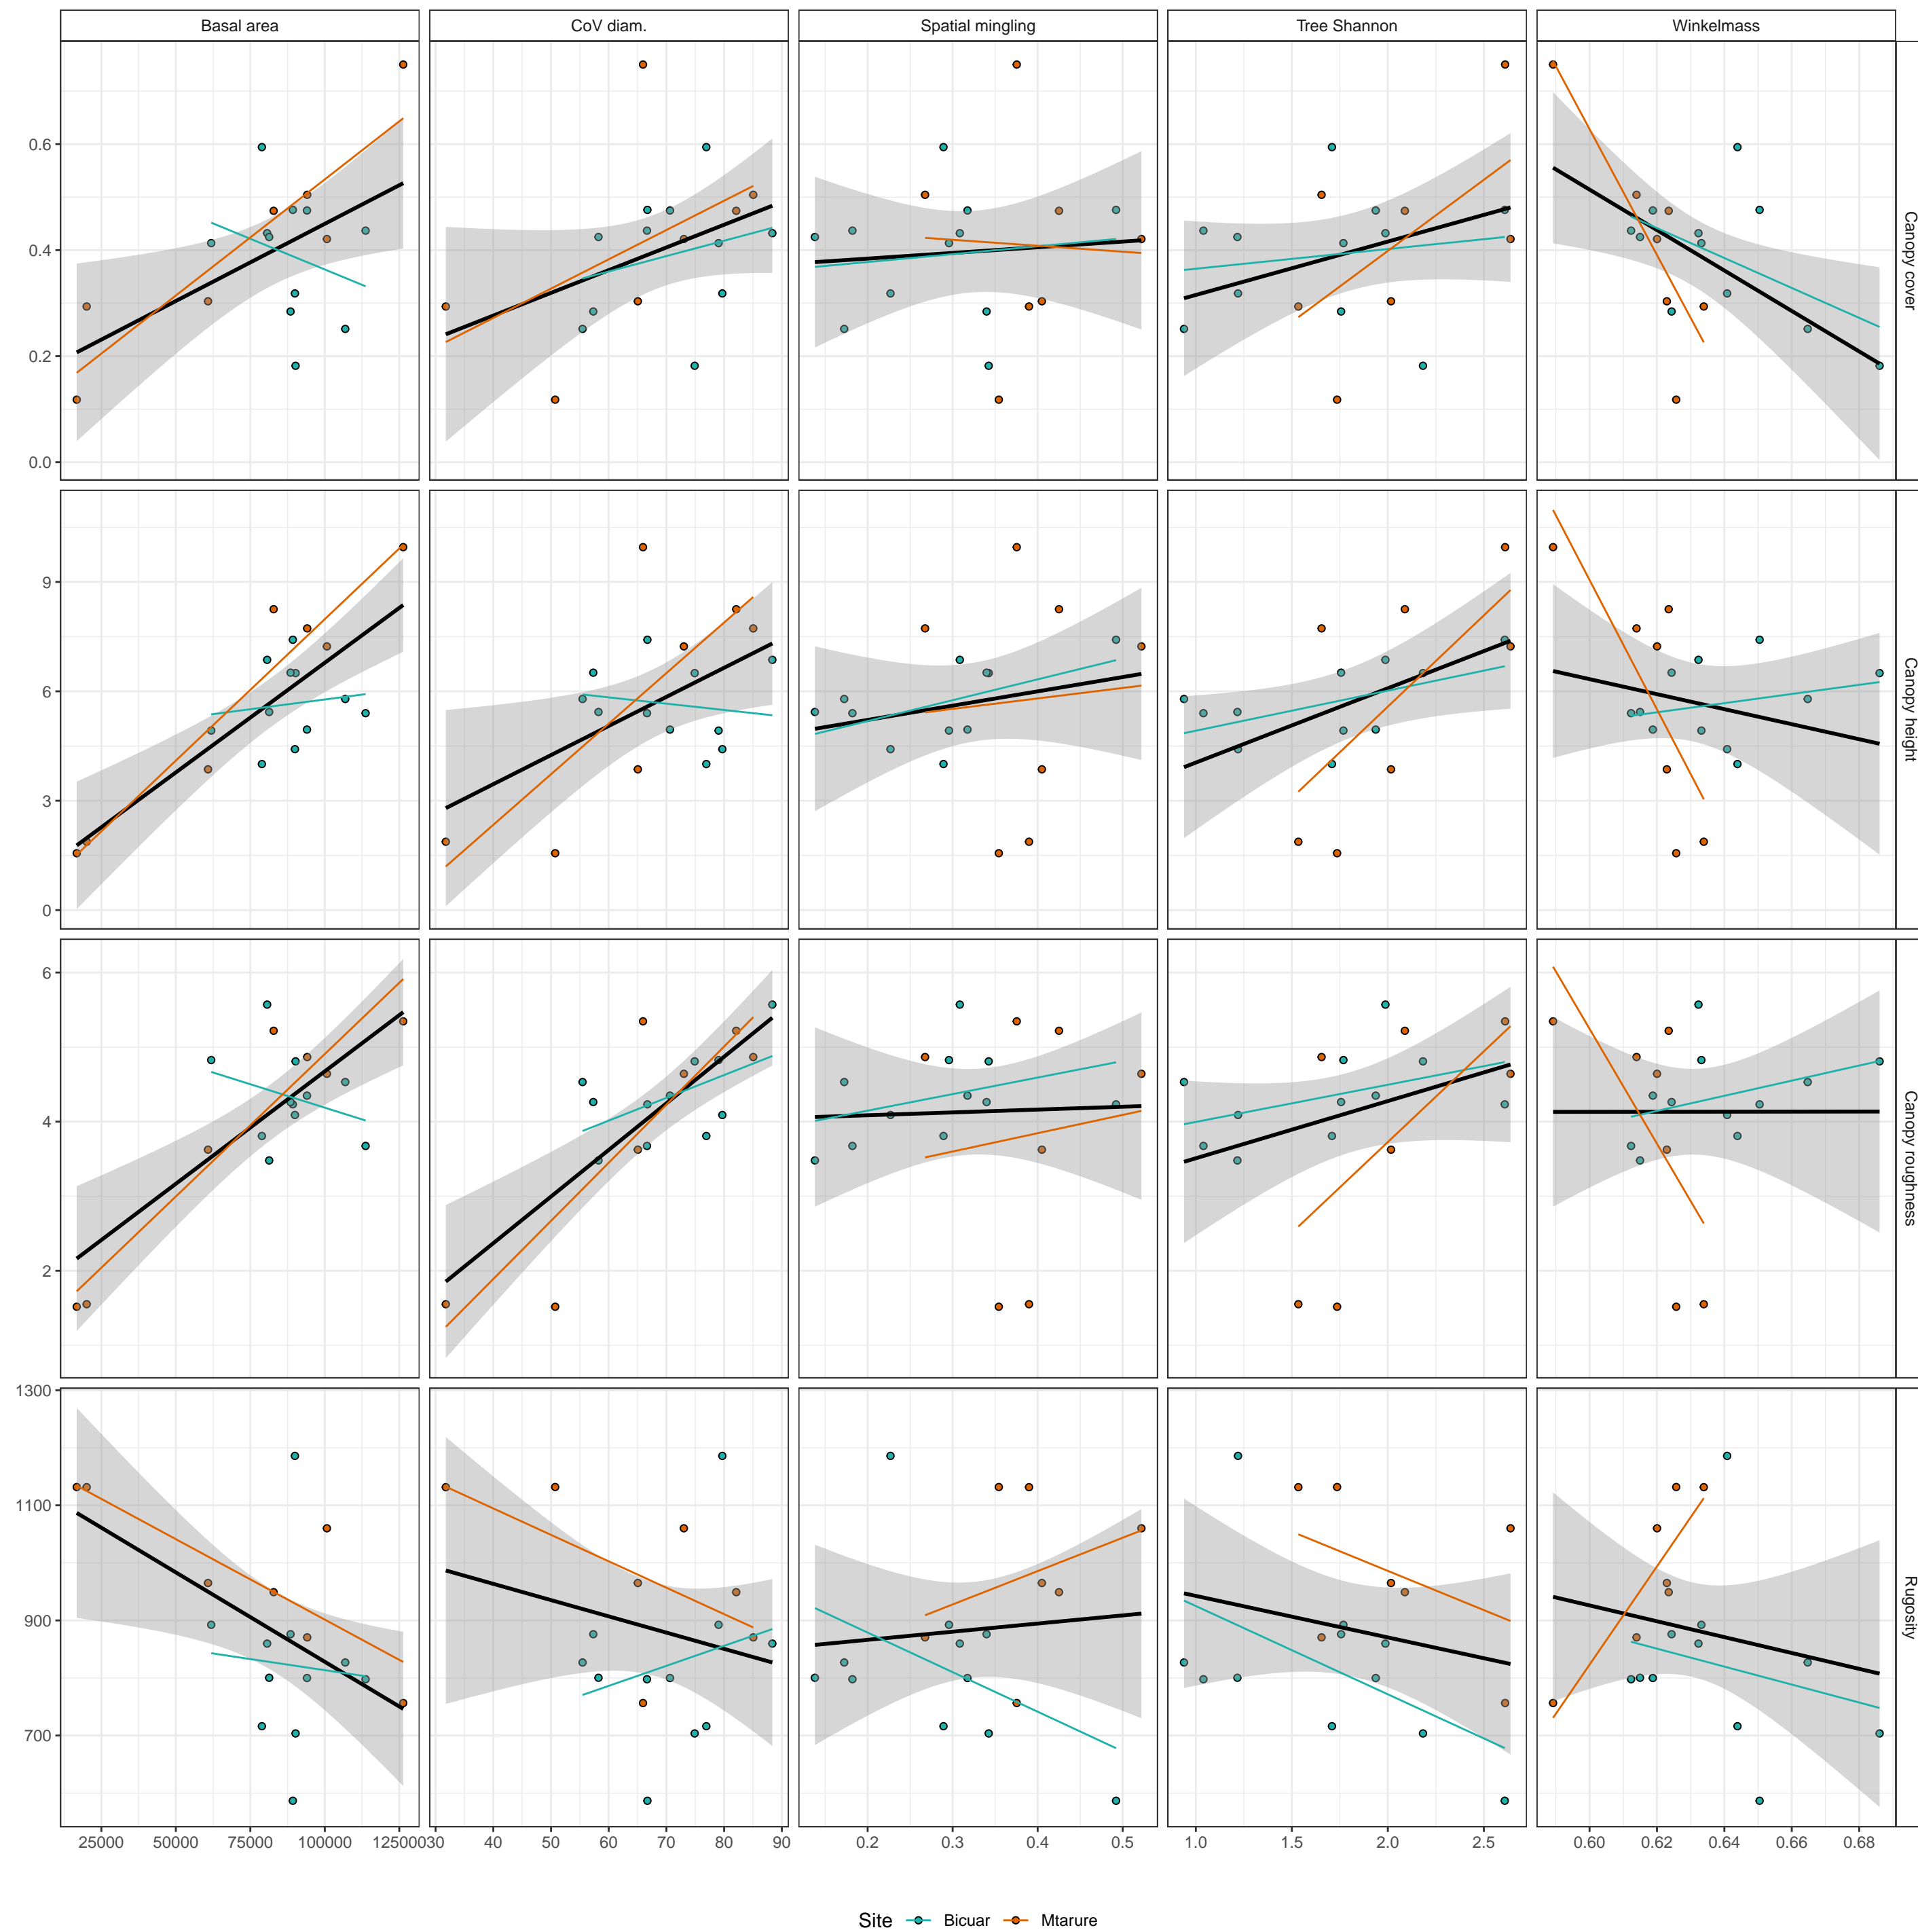 Basal area CoV diam. Spatial mingling Tree Shannon Winkelmass
0.6
0.4
0.2
0.0
Canopy cover
9
6
3
0
Canopy height
6
4
2
Canopy roughness
1300
1100
900
700
Rugosity
25000 50000 75000 100000 125000 30 40 50 60 70 80 90 0.2 0.3 0.4 0.5 1.0 1.5 2.0 2.5 0.60 0.62 0.64 0.66 0.68
Site Bicuar Mtarure